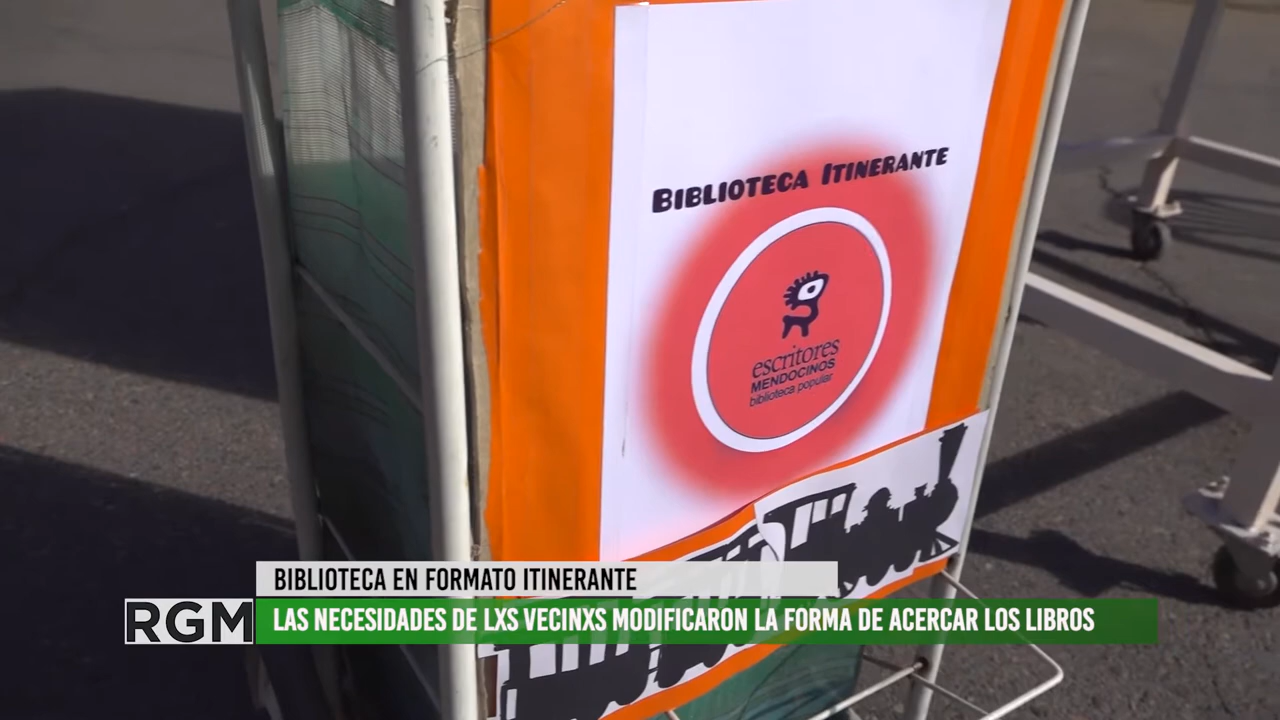 BIBLIOTECA ITINERANTE
escritores
MENDOCINOS
biblioteca popular
BIBLIOTECA EN FORMATO ITINERANTE
RGM
LAS NECESIDADES DE LXS VECINXS MODIFICARON LA FORMA DE ACERCAR LOS LIBROS